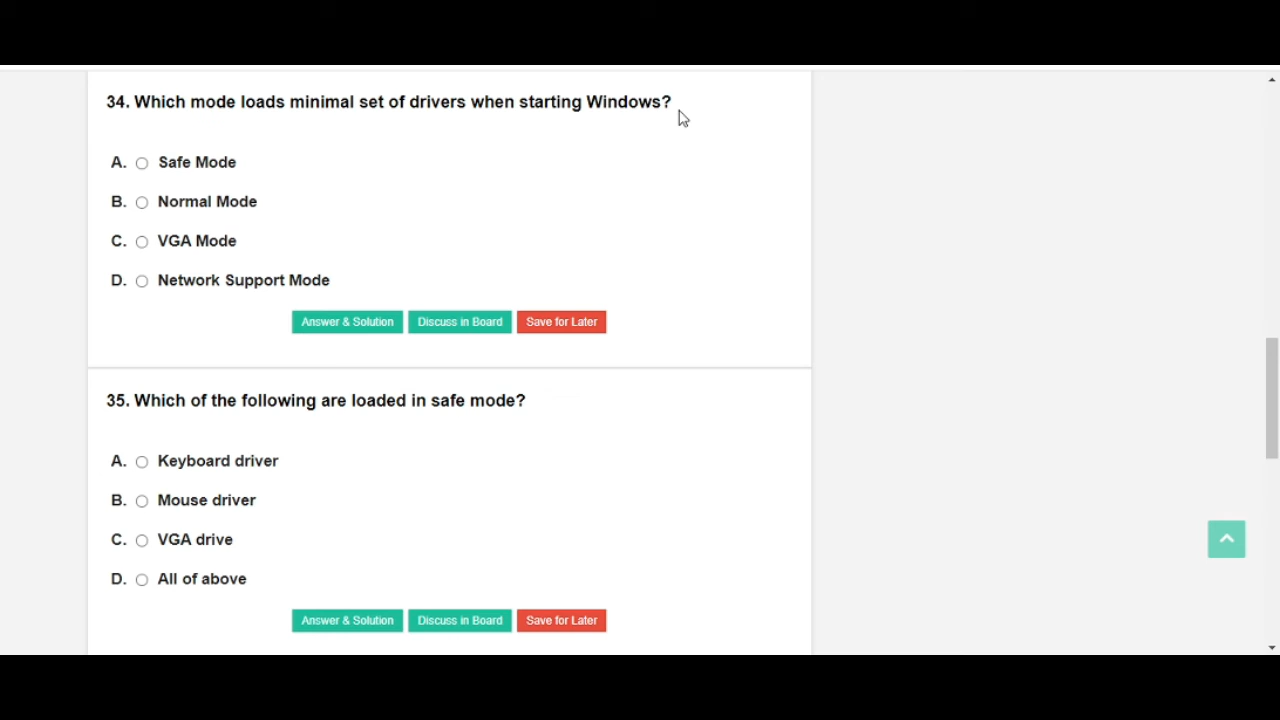 34. Which mode loads minimal set of drivers when starting Windows?
A. Safe Mode
B. Normal Mode
C. VGA Mode
D. Network Support Mode
Answer & Solution Discuss in Board Save for Later
35. Which of the following are loaded in safe mode?
A. Keyboard driver
B. Mouse driver
C. VGA drive
D. All of above
Answer & Solution Discuss in Board Save for Later